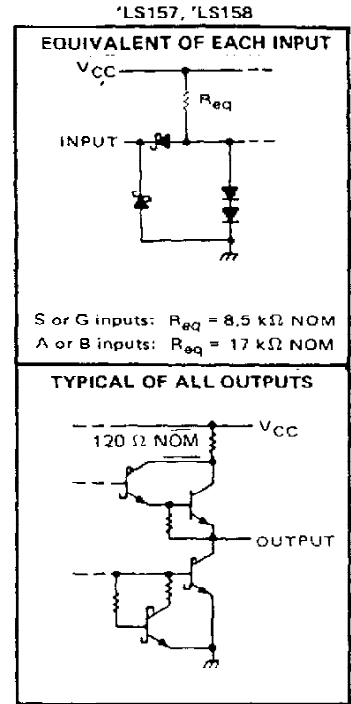 'LS157, 'LS158
EQUIVALENT OF EACH INPUT
VCC
Req
INPUT
S or G inputs: Req = 8,5 kΩ NOM
A or B inputs: Req = 17 kΩ NOM
TYPICAL OF ALL OUTPUTS
VCC
120 Ω NOM
OUTPUT